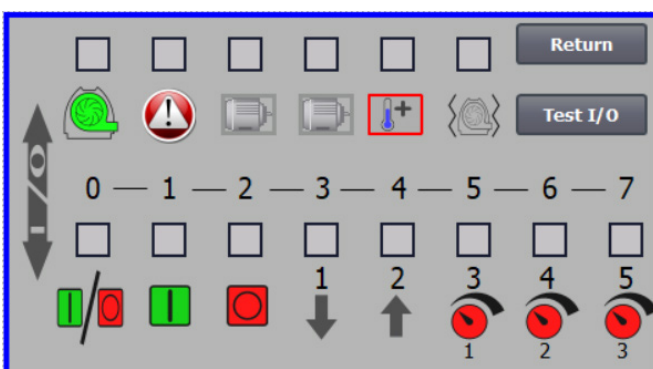 Return
Test I/O
I/O
0 — 1 — 2 — 3 — 4 — 5 — 6 — 7
1 2 3 4 5
1 2 3